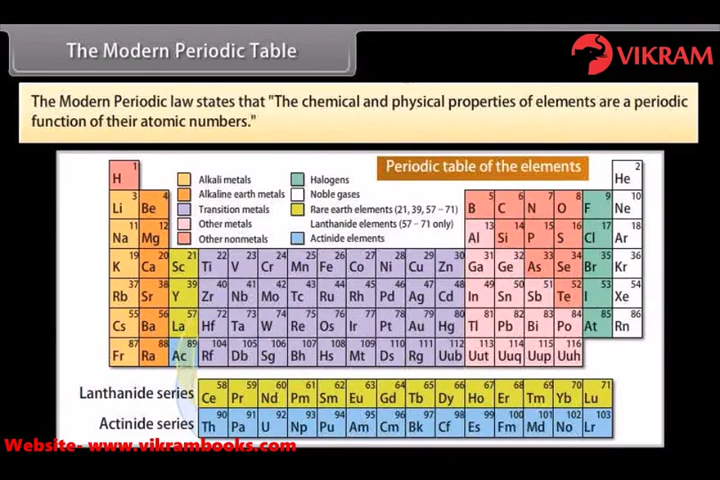 The Modern Periodic Table
VIKRAM
The Modern Periodic law states that "The chemical and physical properties of elements are a periodic
function of their atomic numbers."
Periodic table of the elements
Alkali metals
Alkaline earth metals
Transition metals
Other metals
Other nonmetals
Halogens
Noble gases
Rare earth elements (21, 39, 57 – 71)
Lanthanide elements (57 – 71 only)
Actinide elements
1 H 2 He
3 Li 4 Be 5 B 6 C 7 N 8 O 9 F 10 Ne
11 Na 12 Mg 13 Al 14 Si 15 P 16 S 17 Cl 18 Ar
19 K 20 Ca 21 Sc 22 Ti 23 V 24 Cr 25 Mn 26 Fe 27 Co 28 Ni 29 Cu 30 Zn 31 Ga 32 Ge 33 As 34 Se 35 Br 36 Kr
37 Rb 38 Sr 39 Y 40 Zr 41 Nb 42 Mo 43 Tc 44 Ru 45 Rh 46 Pd 47 Ag 48 Cd 49 In 50 Sn 51 Sb 52 Te 53 I 54 Xe
55 Cs 56 Ba 57 La 72 Hf 73 Ta 74 W 75 Re 76 Os 77 Ir 78 Pt 79 Au 80 Hg 81 Tl 82 Pb 83 Bi 84 Po 85 At 86 Rn
87 Fr 88 Ra 89 Ac 104 Rf 105 Db 106 Sg 107 Bh 108 Hs 109 Mt 110 Ds 111 Rg 112 Uub 113 Uut 114 Uuq 115 Uup 116 Uuh
Lanthanide series 58 Ce 59 Pr 60 Nd 61 Pm 62 Sm 63 Eu 64 Gd 65 Tb 66 Dy 67 Ho 68 Er 69 Tm 70 Yb 71 Lu
Actinide series 90 Th 91 Pa 92 U 93 Np 94 Pu 95 Am 96 Cm 97 Bk 98 Cf 99 Es 100 Fm 101 Md 102 No 103 Lr
Website- www.vikrambooks.com